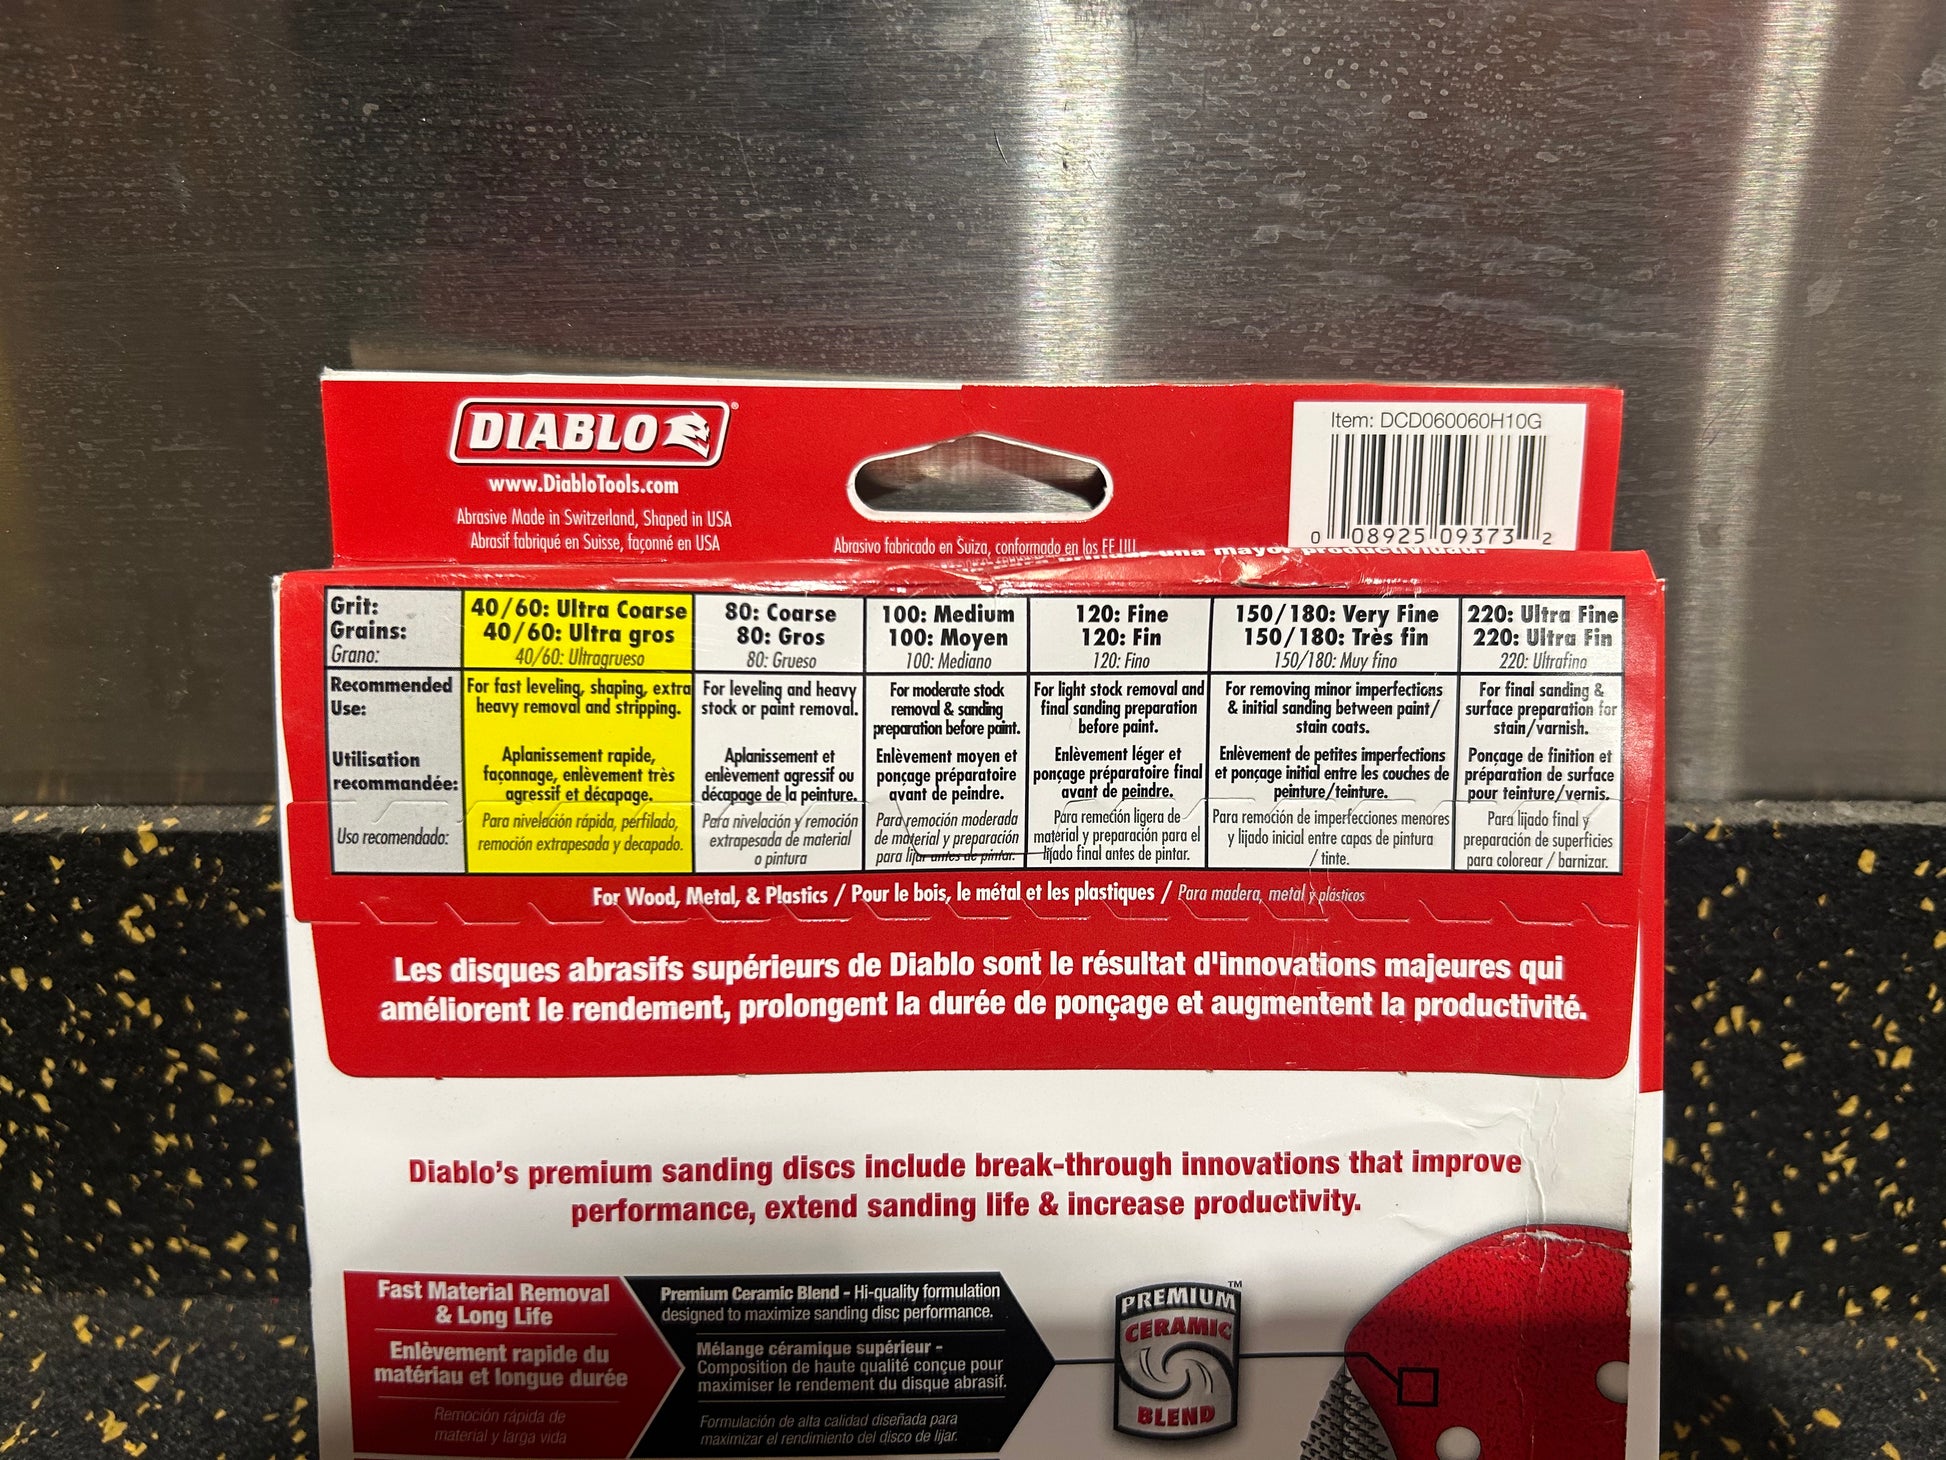 DIABLO
www.DiabloTools.com
Abrasive Made in Switzerland, Shaped in USA
Abrasif fabriqué en Suisse, façonné en USA
Abrasivo fabricado en Suiza, conformado en los EE.UU.
Item: DCD060060H10G
0 08925 09373 2
una mayor productividad.
Grit:
Grains:
Grano:
40/60: Ultra Coarse
40/60: Ultra gros
40/60: Ultragrueso
80: Coarse
80: Gros
80: Grueso
100: Medium
100: Moyen
100: Mediano
120: Fine
120: Fin
120: Fino
150/180: Very Fine
150/180: Très fin
150/180: Muy fino
220: Ultra Fine
220: Ultra Fin
220: Ultrafino
Recommended
Use:
For fast leveling, shaping, extra
heavy removal and stripping.
For leveling and heavy
stock or paint removal.
For moderate stock
removal & sanding
preparation before paint.
For light stock removal and
final sanding preparation
before paint.
For removing minor imperfections
& initial sanding between paint/
stain coats.
For final sanding &
surface preparation for
stain/varnish.
Utilisation
recommandée:
Aplanissement rapide,
façonnage, enlèvement très
agressif et décapage.
Aplanissement et
enlèvement agressif ou
décapage de la peinture.
Enlèvement moyen et
ponçage préparatoire
avant de peindre.
Enlèvement léger et
ponçage préparatoire final
avant de peindre.
Enlèvement de petites imperfections
et ponçage initial entre les couches de
peinture/teinture.
Ponçage de finition et
préparation de surface
pour teinture/vernis.
Uso recomendado:
Para nivelación rápida, perfilado,
remoción extrapesada y decapado.
Para nivelación y remoción
extrapesada de material
o pintura
Para remoción moderada
de material y preparación
para lijar antes de pintar.
Para remoción ligera de
material y preparación para el
lijado final antes de pintar.
Para remoción de imperfecciones menores
y lijado inicial entre capas de pintura
/ tinte.
Para lijado final y
preparación de superficies
para colorear / barnizar.
For Wood, Metal, & Plastics / Pour le bois, le métal et les plastiques / Para madera, metal y plásticos
Les disques abrasifs supérieurs de Diablo sont le résultat d'innovations majeures qui
améliorent le rendement, prolongent la durée de ponçage et augmentent la productivité.
Diablo's premium sanding discs include break-through innovations that improve
performance, extend sanding life & increase productivity.
Fast Material Removal
& Long Life
Enlèvement rapide du
matériau et longue durée
Remoción rápida de
material y larga vida
Premium Ceramic Blend - Hi-quality formulation
designed to maximize sanding disc performance.
Mélange céramique supérieur -
Composition de haute qualité conçue pour
maximiser le rendement du disque abrasif.
Formulación de alta calidad diseñada para
maximizar el rendimiento del disco de lijar.
PREMIUM
CERAMIC
BLEND